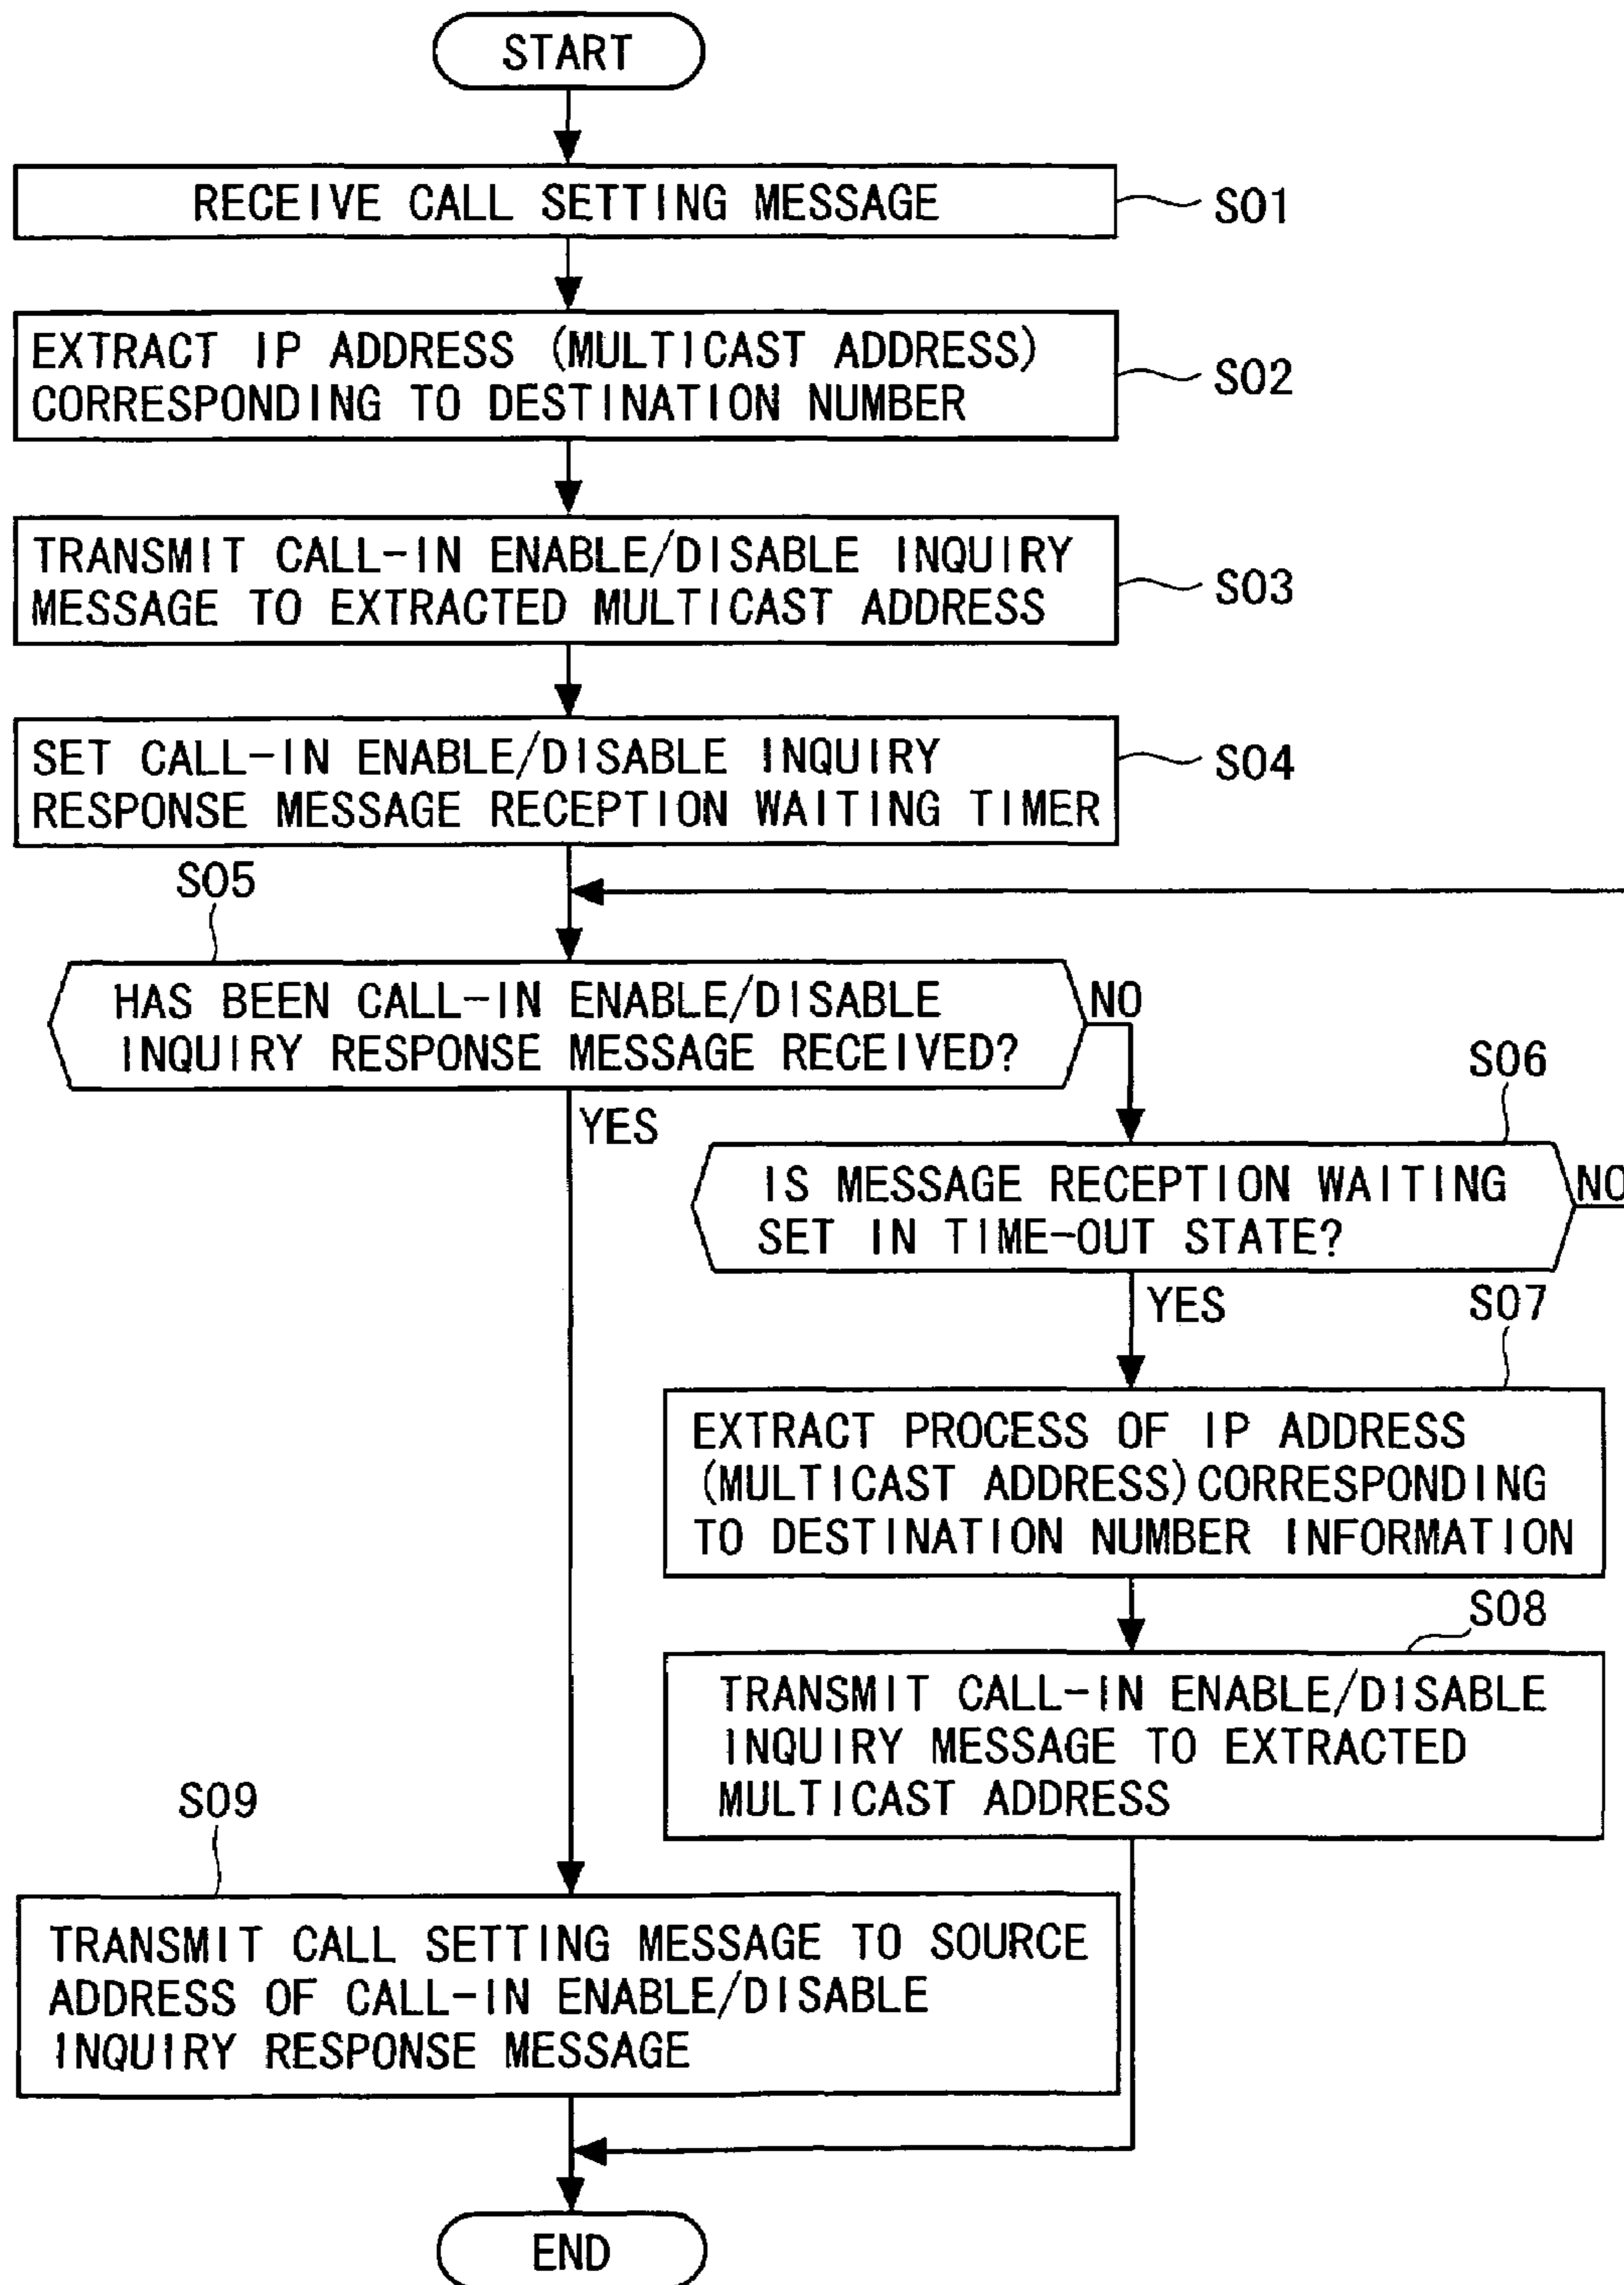 START
RECEIVE CALL SETTING MESSAGE
S01
EXTRACT IP ADDRESS (MULTICAST ADDRESS)
CORRESPONDING TO DESTINATION NUMBER
S02
TRANSMIT CALL-IN ENABLE/DISABLE INQUIRY
MESSAGE TO EXTRACTED MULTICAST ADDRESS
S03
SET CALL-IN ENABLE/DISABLE INQUIRY
RESPONSE MESSAGE RECEPTION WAITING TIMER
S04
S05
HAS BEEN CALL-IN ENABLE/DISABLE
INQUIRY RESPONSE MESSAGE RECEIVED?
NO
YES
S06
IS MESSAGE RECEPTION WAITING
SET IN TIME-OUT STATE?
NO
YES
S07
EXTRACT PROCESS OF IP ADDRESS
(MULTICAST ADDRESS)CORRESPONDING
TO DESTINATION NUMBER INFORMATION
S08
TRANSMIT CALL-IN ENABLE/DISABLE
INQUIRY MESSAGE TO EXTRACTED
MULTICAST ADDRESS
S09
TRANSMIT CALL SETTING MESSAGE TO SOURCE
ADDRESS OF CALL-IN ENABLE/DISABLE
INQUIRY RESPONSE MESSAGE
END